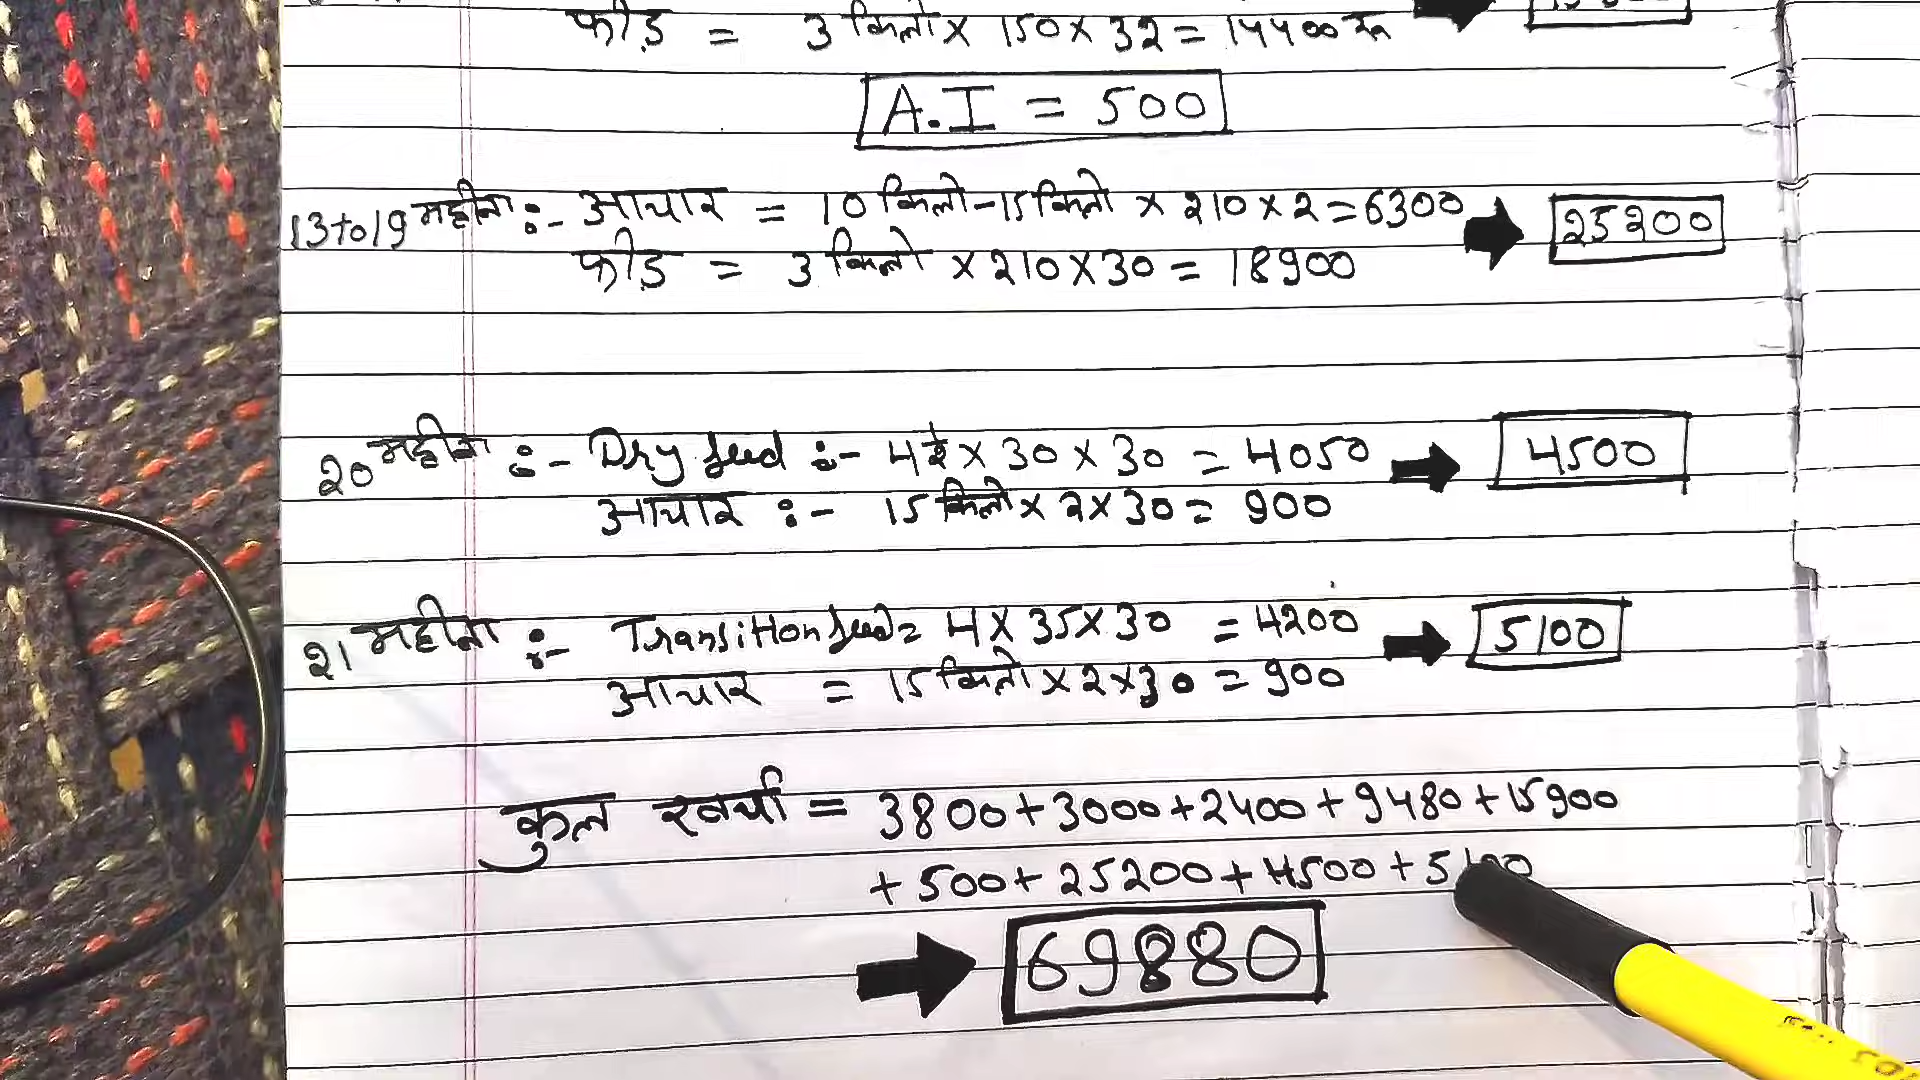 फीड = 3 किलो × 150 × 32 = 14400 रू
A.I = 500
13 to 19 महीना :- आचार = 10 किलो - 15 किलो × 210 × 2 = 6300 → 25200
फीड = 3 किलो × 210 × 30 = 18900
20 महीना :- Dry feed :- 4½ × 30 × 30 = 4050 → 4500
आचार :- 15 किलो × 2 × 30 = 900
21 महीना :- Transition feed = 4 × 35 × 30 = 4200 → 5100
आचार = 15 किलो × 2 × 30 = 900
कुल खर्चा = 3800 + 3000 + 2400 + 9480 + 15900
+ 500 + 25200 + 4500 + 5100
→ 69880